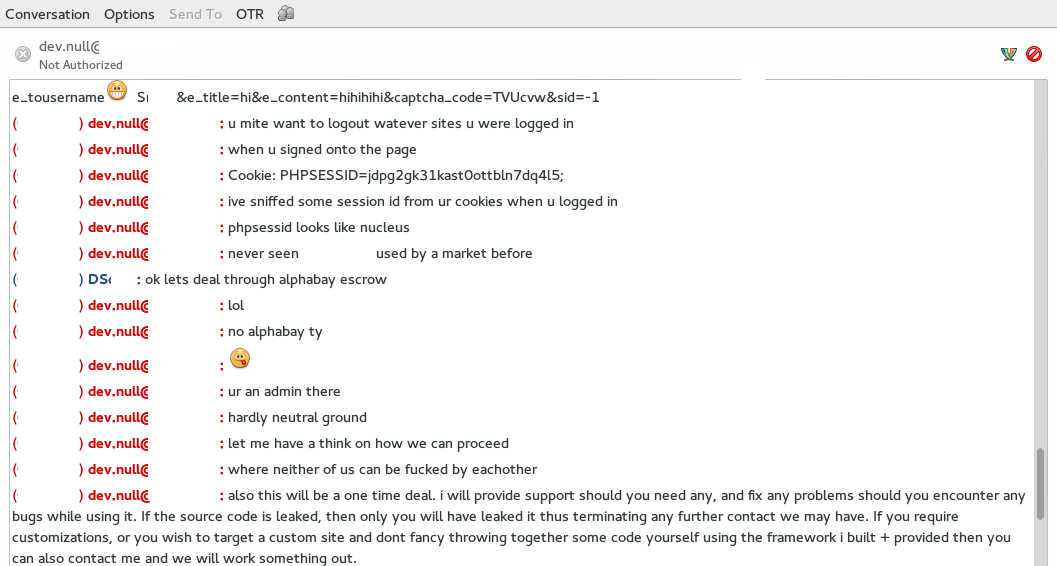 Conversation Options Send To OTR
dev.null@
Not Authorized
e_tousername &e_title=hi&e_content=hihihihi&captcha_code=TVUcvw&sid=-1
( ) dev.null@ : u mite want to logout watever sites u were logged in
( ) dev.null@ : when u signed onto the page
( ) dev.null@ : Cookie: PHPSESSID=jdpg2gk31kast0ottbln7dq4l5;
( ) dev.null@ : ive sniffed some session id from ur cookies when u logged in
( ) dev.null@ : phpsessid looks like nucleus
( ) dev.null@ : never seen used by a market before
( ) DS : ok lets deal through alphabay escrow
( ) dev.null@ : lol
( ) dev.null@ : no alphabay ty
( ) dev.null@ :
( ) dev.null@ : ur an admin there
( ) dev.null@ : hardly neutral ground
( ) dev.null@ : let me have a think on how we can proceed
( ) dev.null@ : where neither of us can be fucked by eachother
( ) dev.null@ : also this will be a one time deal. i will provide support should you need any, and fix any problems should you encounter any
bugs while using it. If the source code is leaked, then only you will have leaked it thus terminating any further contact we may have. If you require
customizations, or you wish to target a custom site and dont fancy throwing together some code yourself using the framework i built + provided then you
can also contact me and we will work something out.